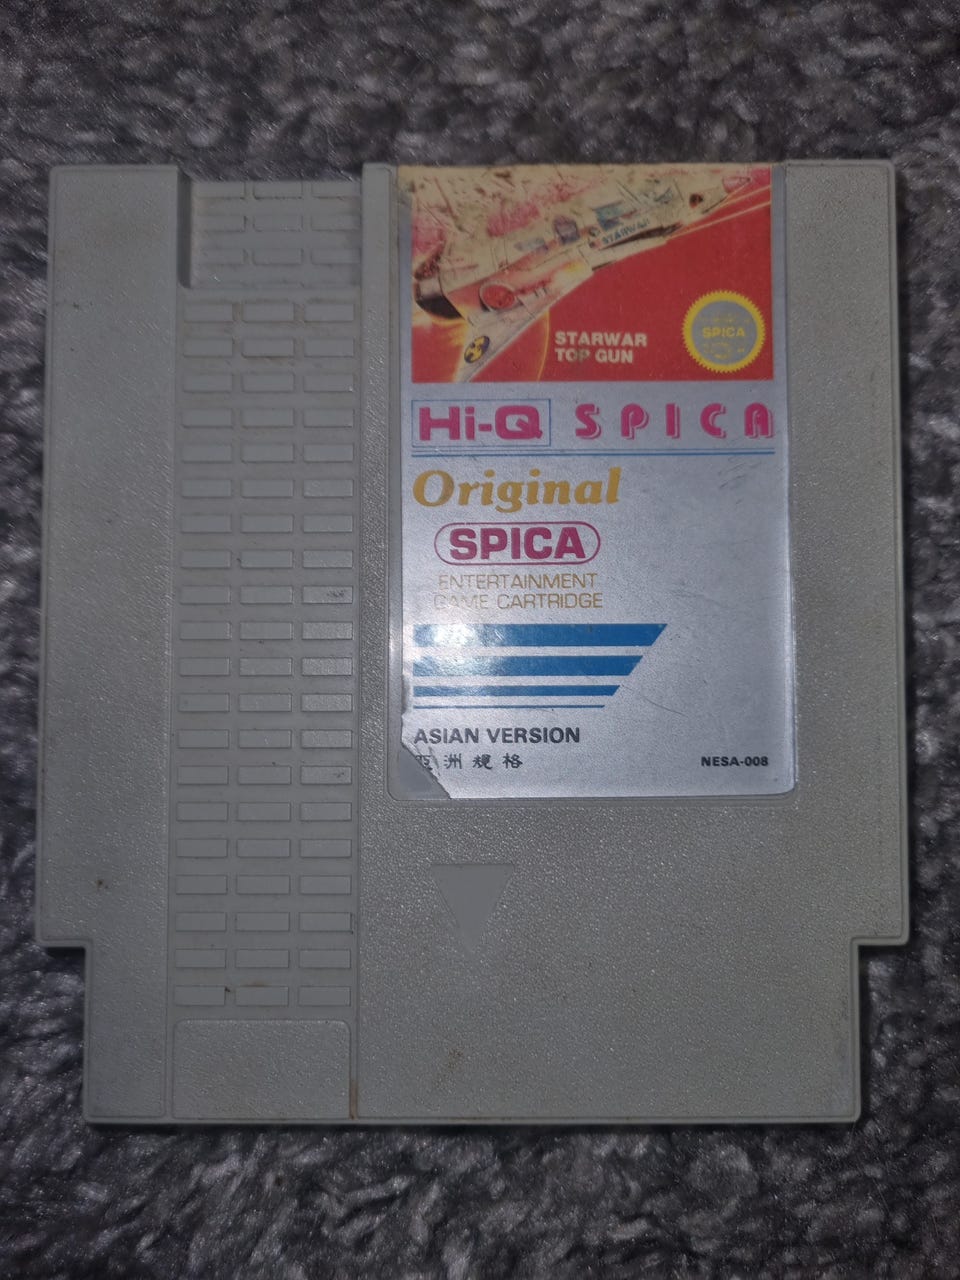 STARWAR
STARWAR
TOP GUN
SPICA
Hi-Q SPICA
Original
SPICA
ENTERTAINMENT
GAME CARTRIDGE
ASIAN VERSION
亞洲規格
NESA-008